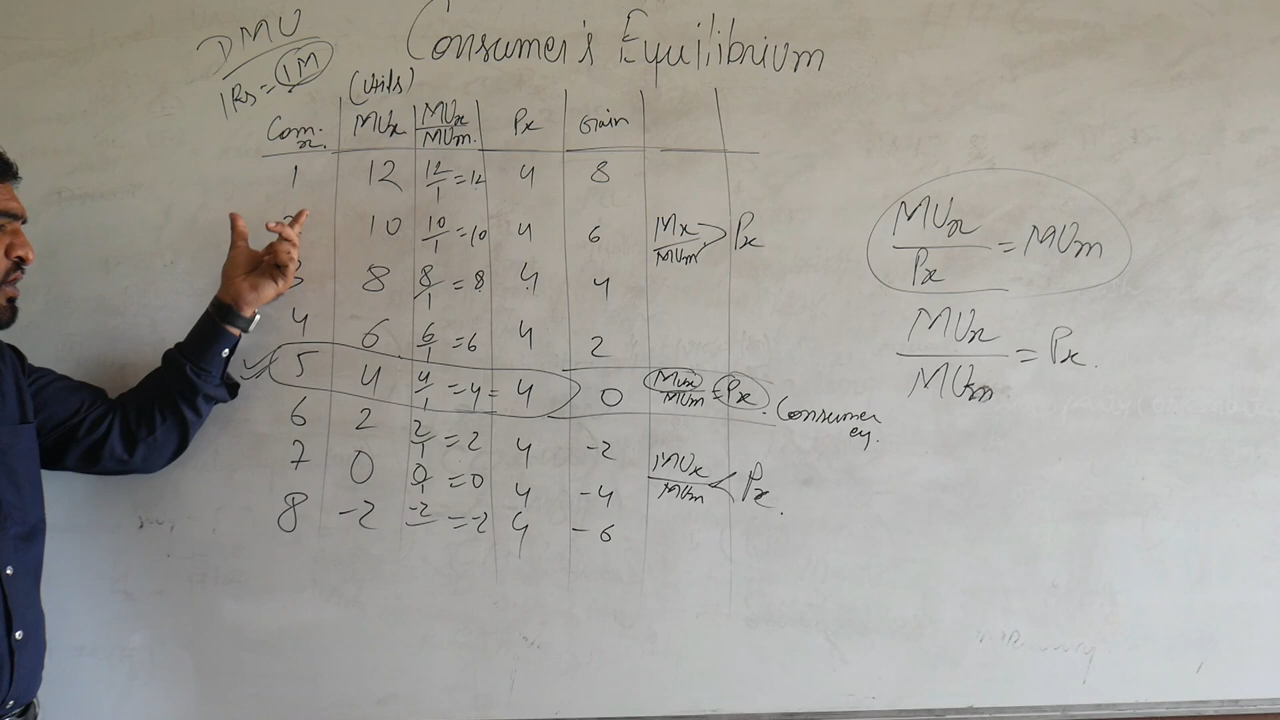 DMU
Consumer's Equilibrium
1Rs = 1M
(utils)
Com. x. MUx MUx/MUm. Px Gain
1 12 12/1 = 12 4 8
10 10/1 = 10 4 6 Mx/MUm > Px
8 8/1 = 8 4 4
4 6 6/1 = 6 4 2
5 4 4/1 = 4 = 4 0 MUx/MUm = Px. Consumer eq.
6 2 2/1 = 2 4 -2
7 0 0/1 = 0 4 -4 MUx/MUm < Px.
8 -2 -2 = -2 4 -6
MUx/Px = MUm
MUx/MUm = Px.